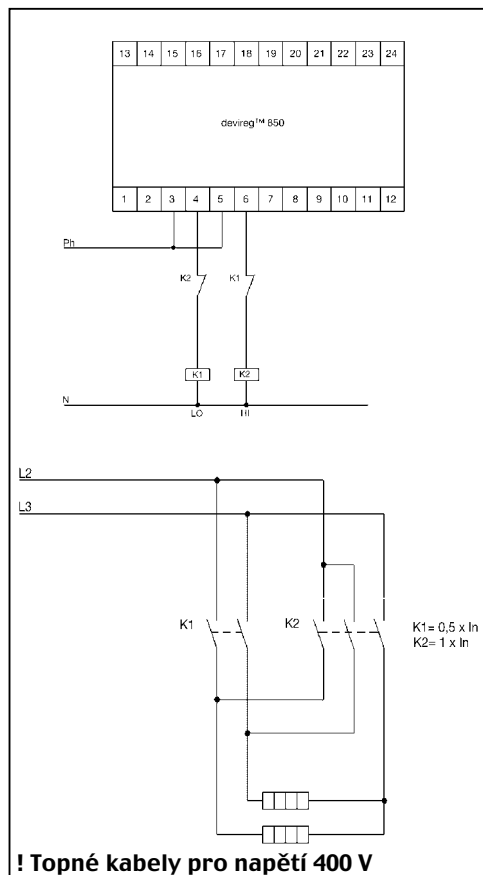 13 14 15 16 17 18 19 20 21 22 23 24
devireg™ 850
1 2 3 4 5 6 7 8 9 10 11 12
Ph
K2 K1
K1 K2
N
LO HI
L2
L3
K1 K2
K1= 0,5 x In
K2= 1 x In
! Topné kabely pro napětí 400 V